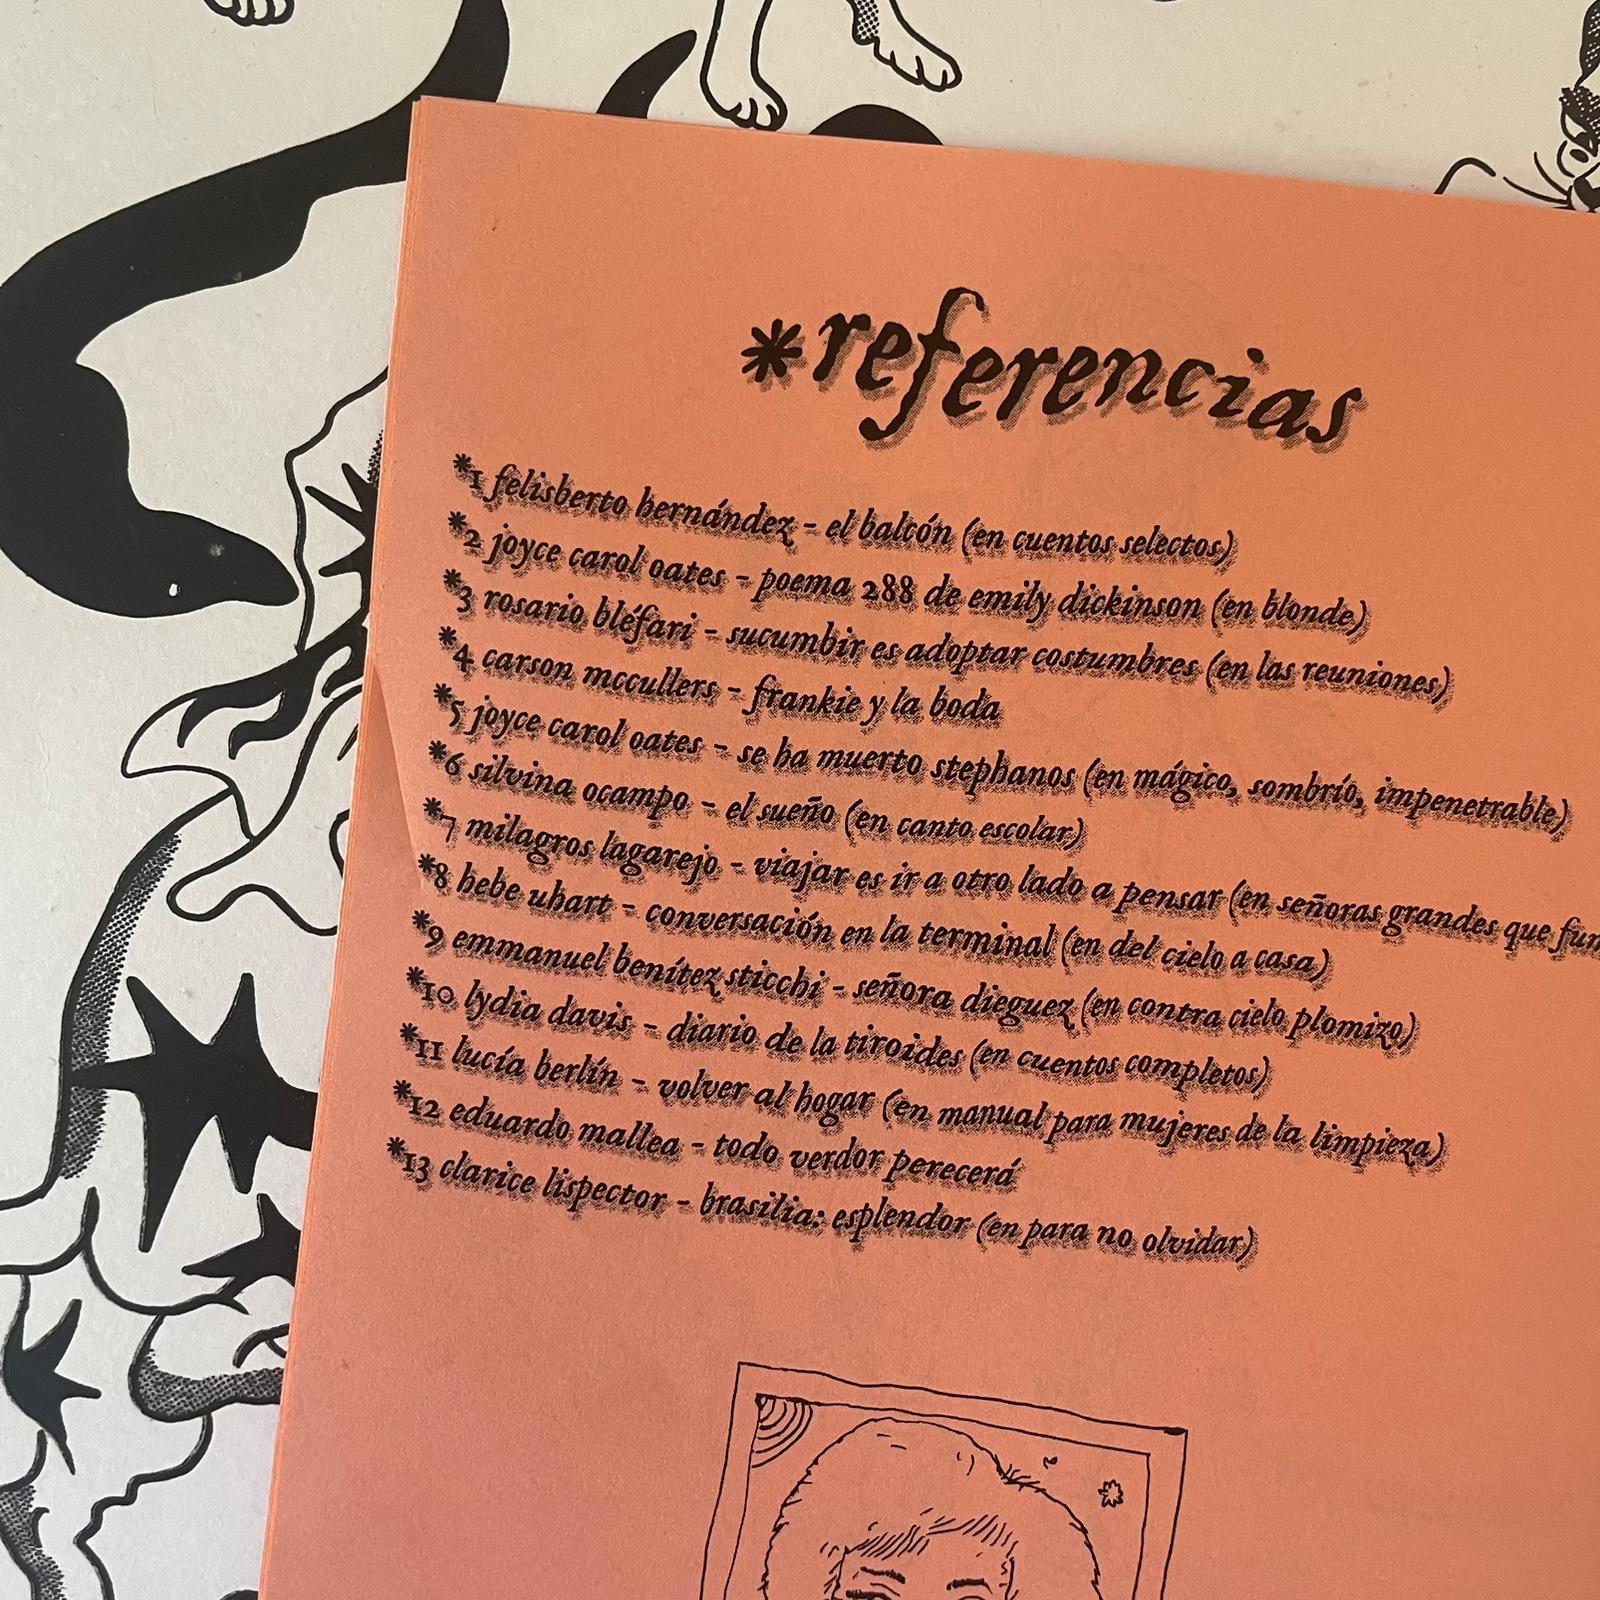 *referencias
*1 felisberto hernández - el balcón (en cuentos selectos)
*2 joyce carol oates - poema 288 de emily dickinson (en blonde)
*3 rosario bléfari - sucumbir es adoptar costumbres (en las reuniones)
*4 carson mccullers - frankie y la boda
*5 joyce carol oates - se ha muerto stephanos (en mágico, sombrío, impenetrable)
*6 silvina ocampo - el sueño (en canto escolar)
*7 milagros lagarejo - viajar es ir a otro lado a pensar (en señoras grandes que
*8 hebe uhart - conversación en la terminal (en del cielo a casa)
*9 emmanuel benítez sticchi - señora dieguez (en contra cielo plomizo)
*10 lydia davis - diario de la tiroides (en cuentos completos)
*11 lucía berlín - volver al hogar (en manual para mujeres de la limpieza)
*12 eduardo mallea - todo verdor perecerá
*13 clarice lispector - brasilia: esplendor (en para no olvidar)